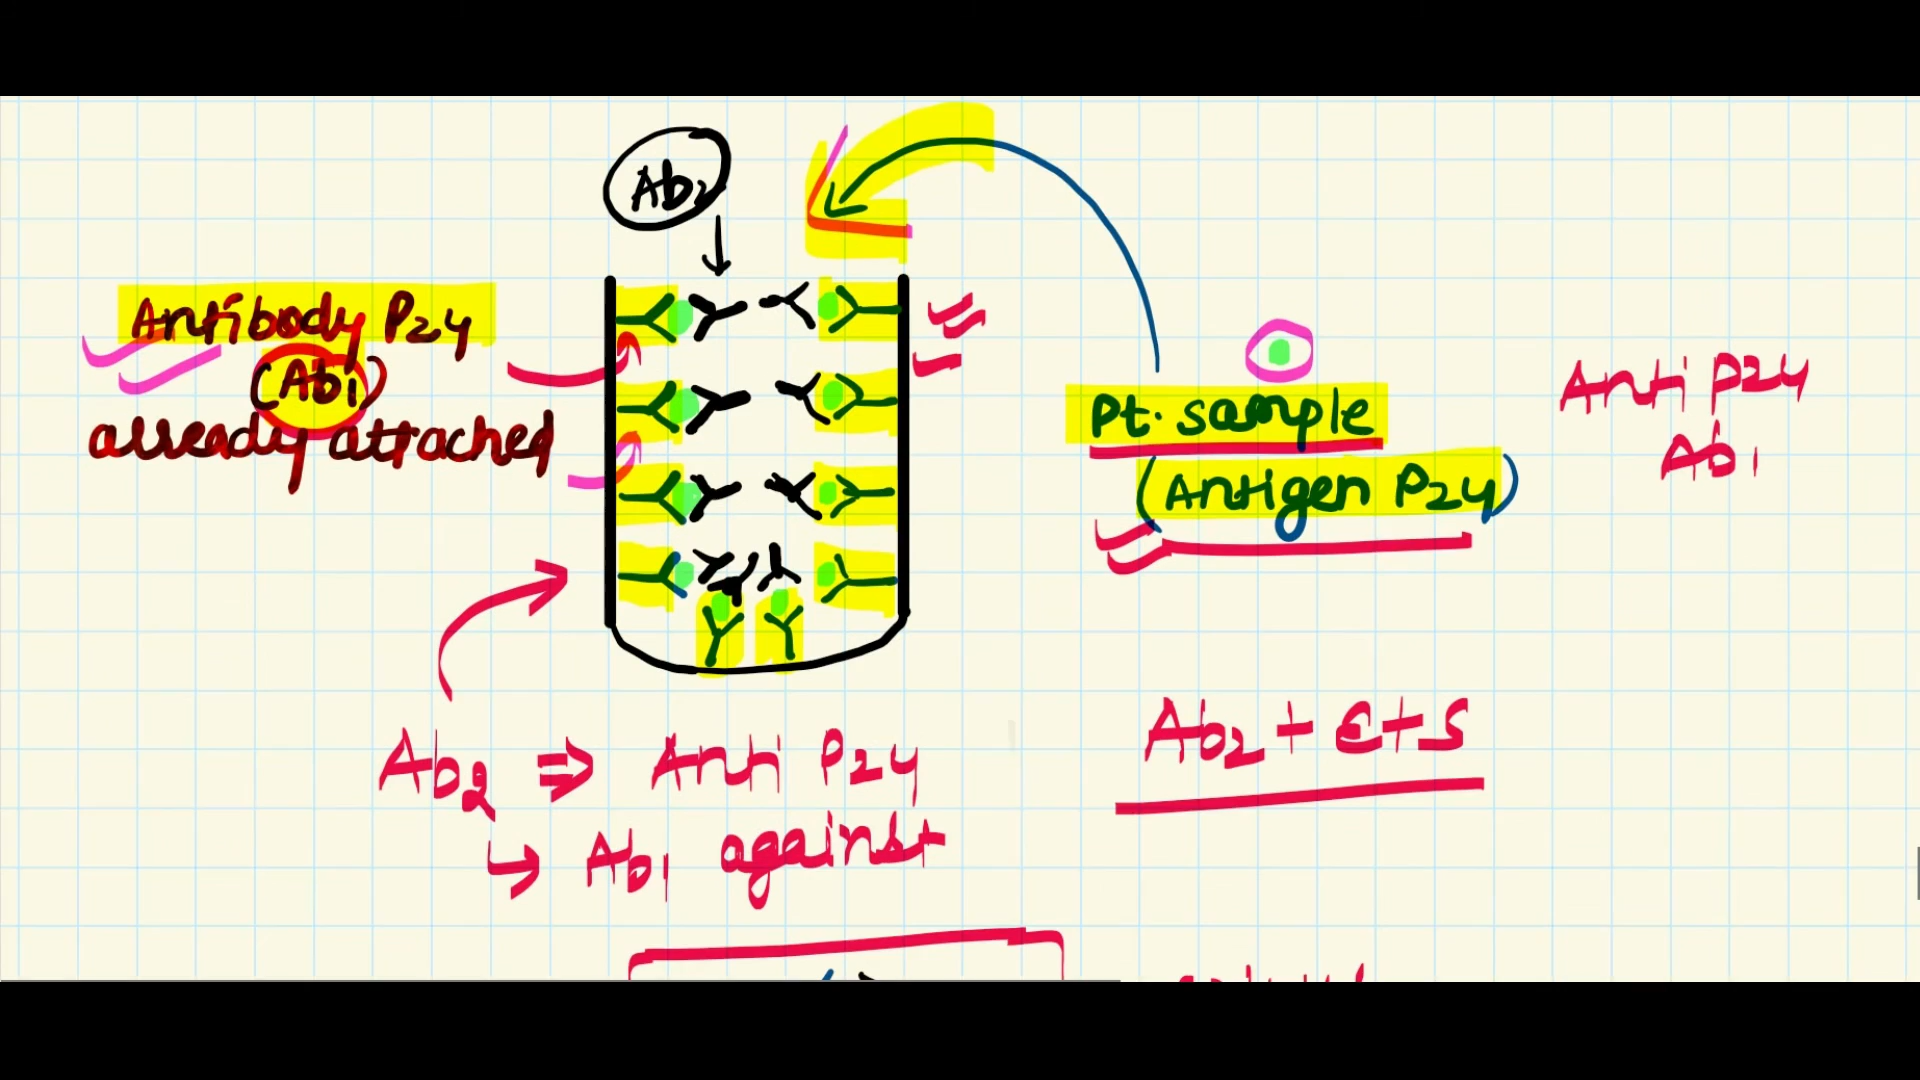 Ab2
Antibody P24
(Ab1)
already attached
Pt. sample
(Antigen P24)
Anti P24
Ab1
Ab2 ⇒ Anti P24
↳ Ab1 against
Ab2 + E + S